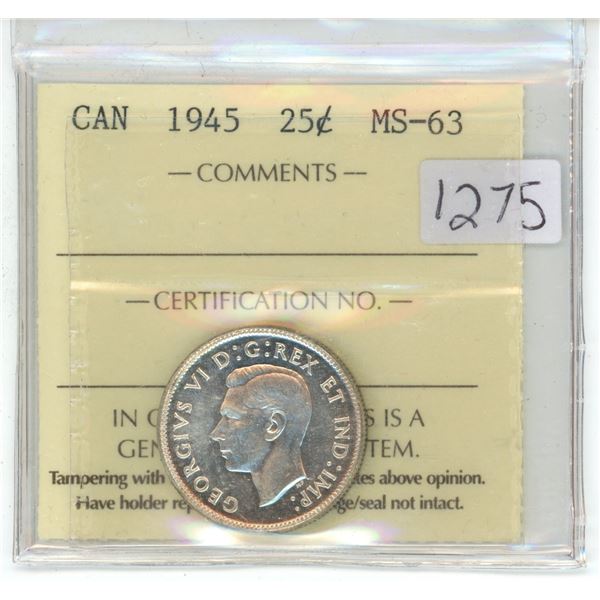 CAN 1945 25¢ MS-63
— COMMENTS —
1275
— CERTIFICATION NO. —
GEORGIVS VI D:G:REX ET IND:IMP:
IN S IS A
GEN TEM.
Tampering with tes above opinion.
Have holder rep ge/seal not intact.